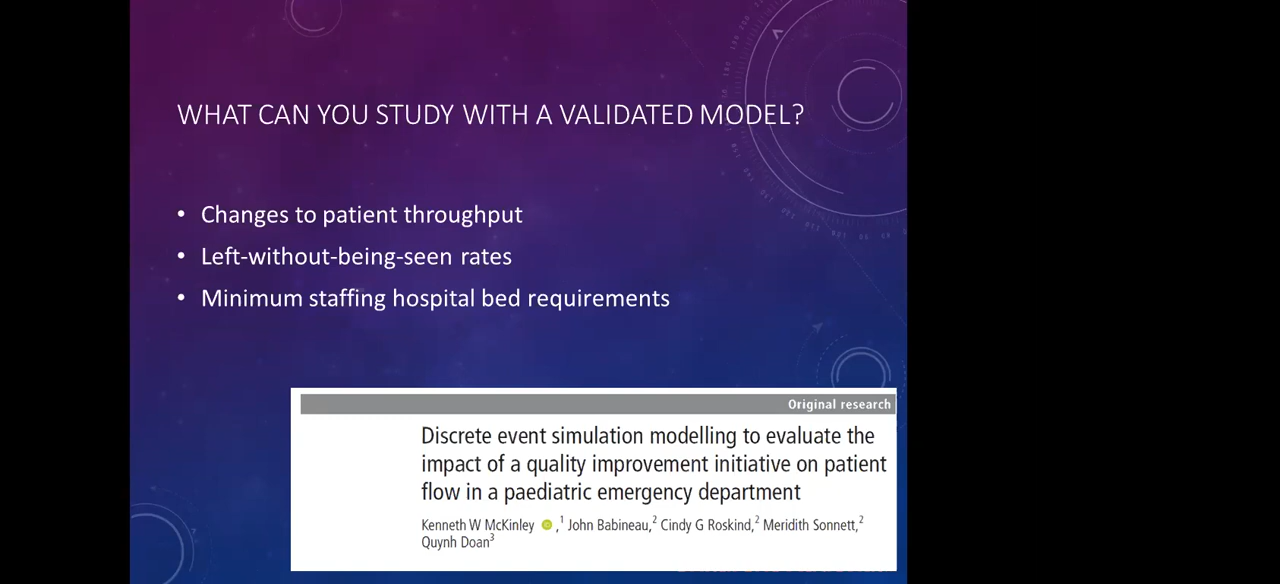 WHAT CAN YOU STUDY WITH A VALIDATED MODEL?
• Changes to patient throughput
• Left-without-being-seen rates
• Minimum staffing hospital bed requirements
Original research
Discrete event simulation modelling to evaluate the
impact of a quality improvement initiative on patient
flow in a paediatric emergency department
Kenneth W McKinley ,1 John Babineau,2 Cindy G Roskind,2 Meridith Sonnett,2
Quynh Doan3